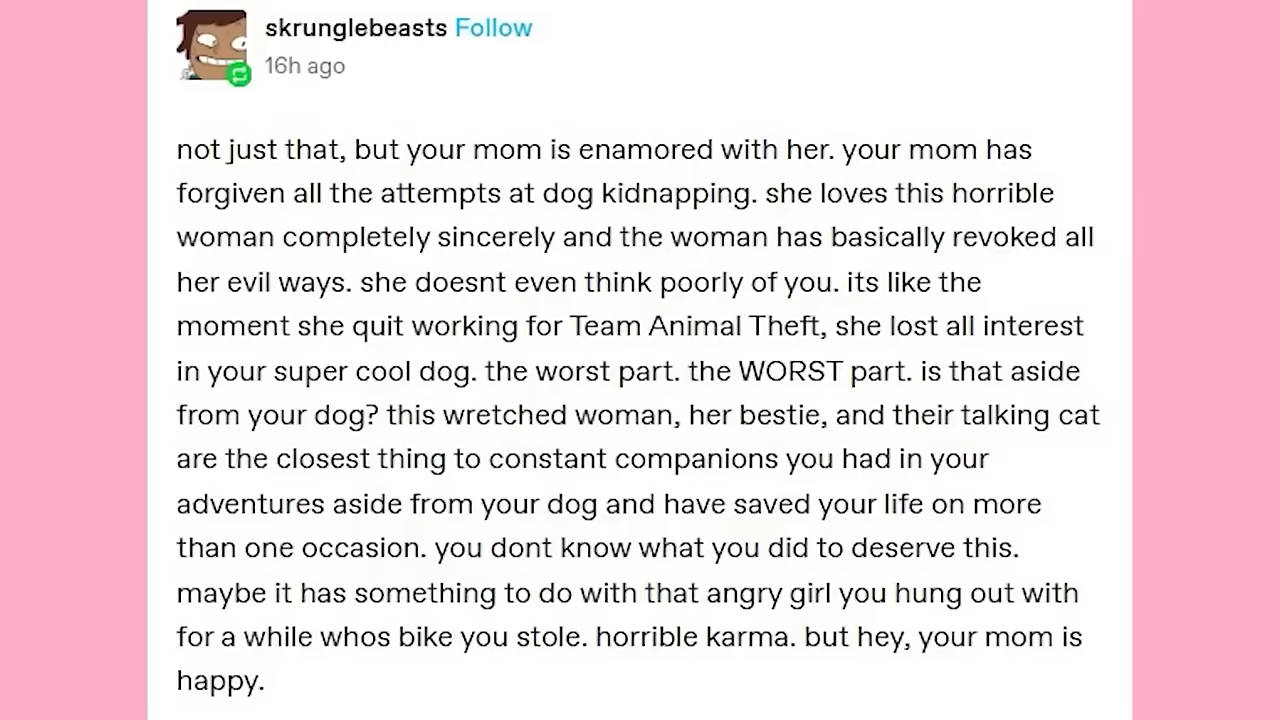 skrunglebeasts Follow
16h ago
not just that, but your mom is enamored with her. your mom has
forgiven all the attempts at dog kidnapping. she loves this horrible
woman completely sincerely and the woman has basically revoked all
her evil ways. she doesnt even think poorly of you. its like the
moment she quit working for Team Animal Theft, she lost all interest
in your super cool dog. the worst part. the WORST part. is that aside
from your dog? this wretched woman, her bestie, and their talking cat
are the closest thing to constant companions you had in your
adventures aside from your dog and have saved your life on more
than one occasion. you dont know what you did to deserve this.
maybe it has something to do with that angry girl you hung out with
for a while whos bike you stole. horrible karma. but hey, your mom is
happy.